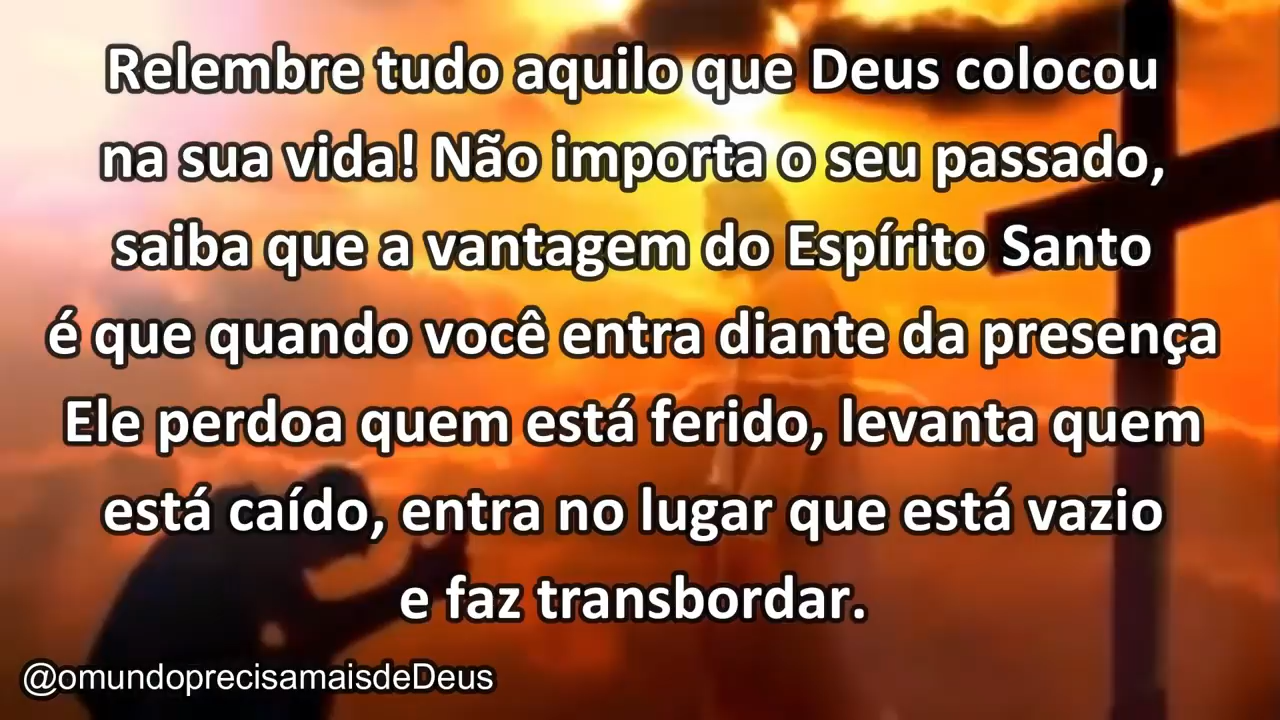 Relembre tudo aquilo que Deus colocou
na sua vida! Não importa o seu passado,
saiba que a vantagem do Espírito Santo
é que quando você entra diante da presença
Ele perdoa quem está ferido, levanta quem
está caído, entra no lugar que está vazio
e faz transbordar.
@omundoprecisamaisdeDeus